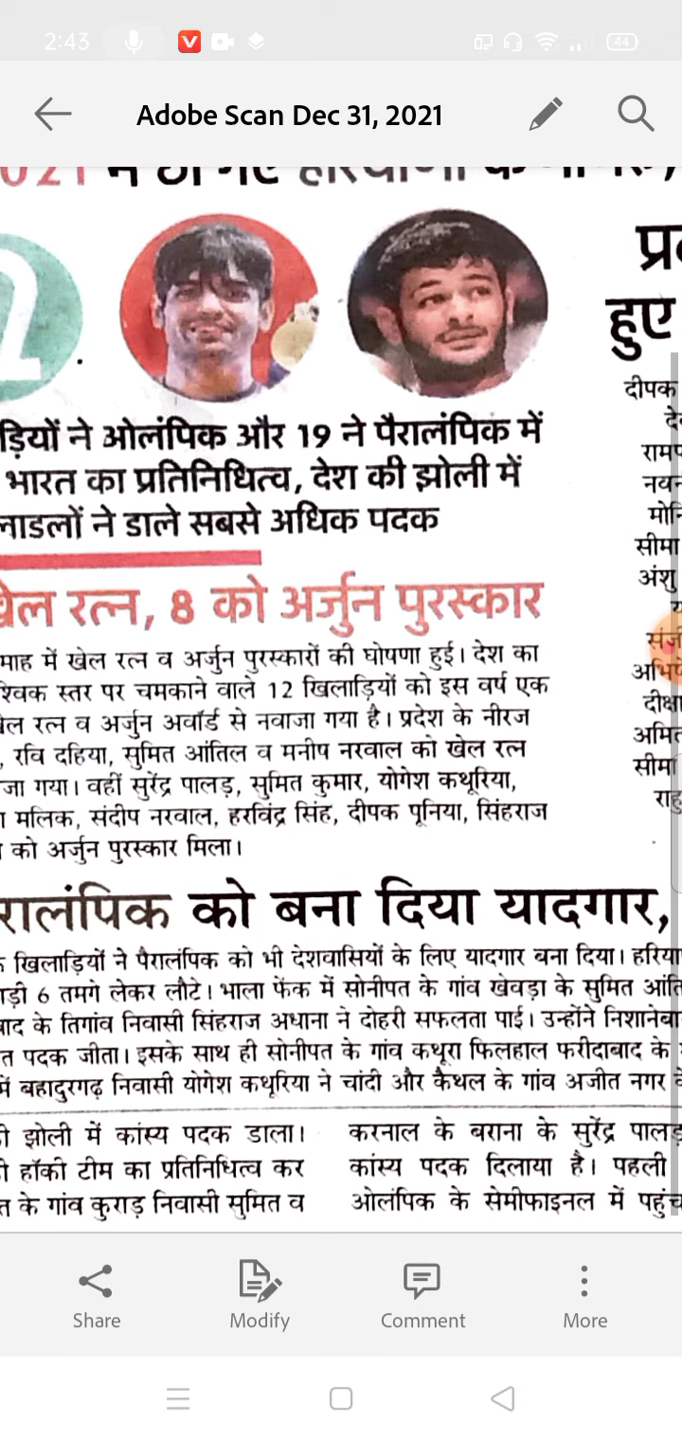 2:43
V
44
Adobe Scan Dec 31, 2021
ड़ियों ने ओलंपिक और 19 ने पैरालंपिक में
भारत का प्रतिनिधित्व, देश की झोली में
लाडलों ने डाले सबसे अधिक पदक
खेल रत्न, 8 को अर्जुन पुरस्कार
माह में खेल रत्न व अर्जुन पुरस्कारों की घोषणा हुई। देश का
श्विक स्तर पर चमकाने वाले 12 खिलाड़ियों को इस वर्ष एक
ल रत्न व अर्जुन अवॉर्ड से नवाजा गया है। प्रदेश के नीरज
, रवि दहिया, सुमित आंतिल व मनीष नरवाल को खेल रत्न
जा गया। वहीं सुरेंद्र पालड़, सुमित कुमार, योगेश कथूरिया,
मलिक, संदीप नरवाल, हरविंद्र सिंह, दीपक पूनिया, सिंहराज
को अर्जुन पुरस्कार मिला।
प्र
हुए
दीपक
दे
राम
नव
मो
सीमा
अंशु
संज
अभि
दीक्षा
अमि
सीमा
राहु
रालंपिक को बना दिया यादगार,
खिलाड़ियों ने पैरालंपिक को भी देशवासियों के लिए यादगार बना दिया। हरिया
ड़ी 6 तमगे लेकर लौटे। भाला फेंक में सोनीपत के गांव खेवड़ा के सुमित आंति
बाद के तिगांव निवासी सिंहराज अधाना ने दोहरी सफलता पाई। उन्होंने निशानेबा
त पदक जीता। इसके साथ ही सोनीपत के गांव कथूरा फिलहाल फरीदाबाद के
में बहादुरगढ़ निवासी योगेश कथूरिया ने चांदी और कैथल के गांव अजीत नगर के
ी झोली में कांस्य पदक डाला।
ी हॉकी टीम का प्रतिनिधित्व कर
त के गांव कुराड़ निवासी सुमित व
करनाल के बराना के सुरेंद्र पालड़
कांस्य पदक दिलाया है। पहली
ओलंपिक के सेमीफाइनल में पहुंच
Share
Modify
Comment
More